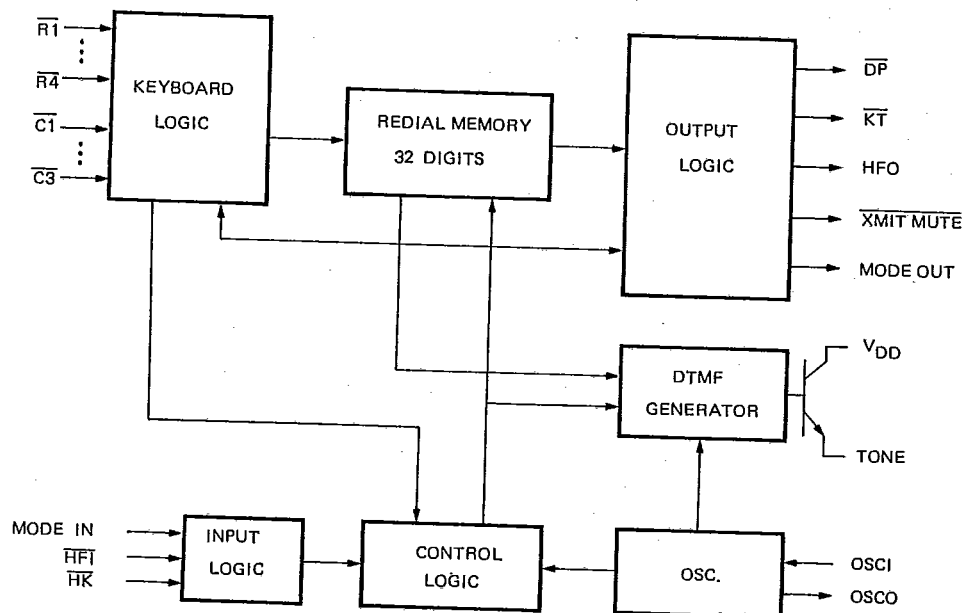 R1
R4
C1
C3
KEYBOARD
LOGIC
REDIAL MEMORY
32 DIGITS
OUTPUT
LOGIC
DP
KT
HFO
XMIT MUTE
MODE OUT
DTMF
GENERATOR
VDD
TONE
MODE IN
HFI
HK
INPUT
LOGIC
CONTROL
LOGIC
OSC.
OSCI
OSCO